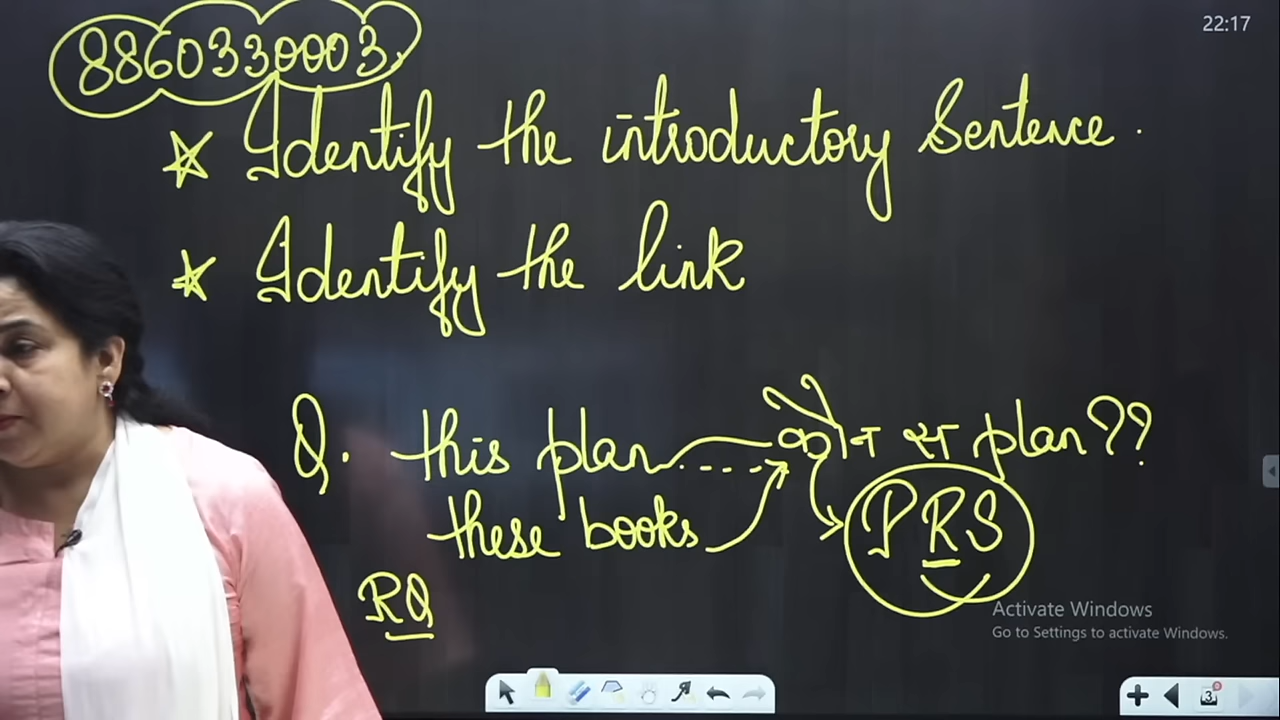 8860330003.
22:17
☆ Identify the introductory Sentence.
☆ Identify the link
Q. this plan कौन सा plan??
these books
PRS
RQ
Activate Windows
Go to Settings to activate Windows.
3